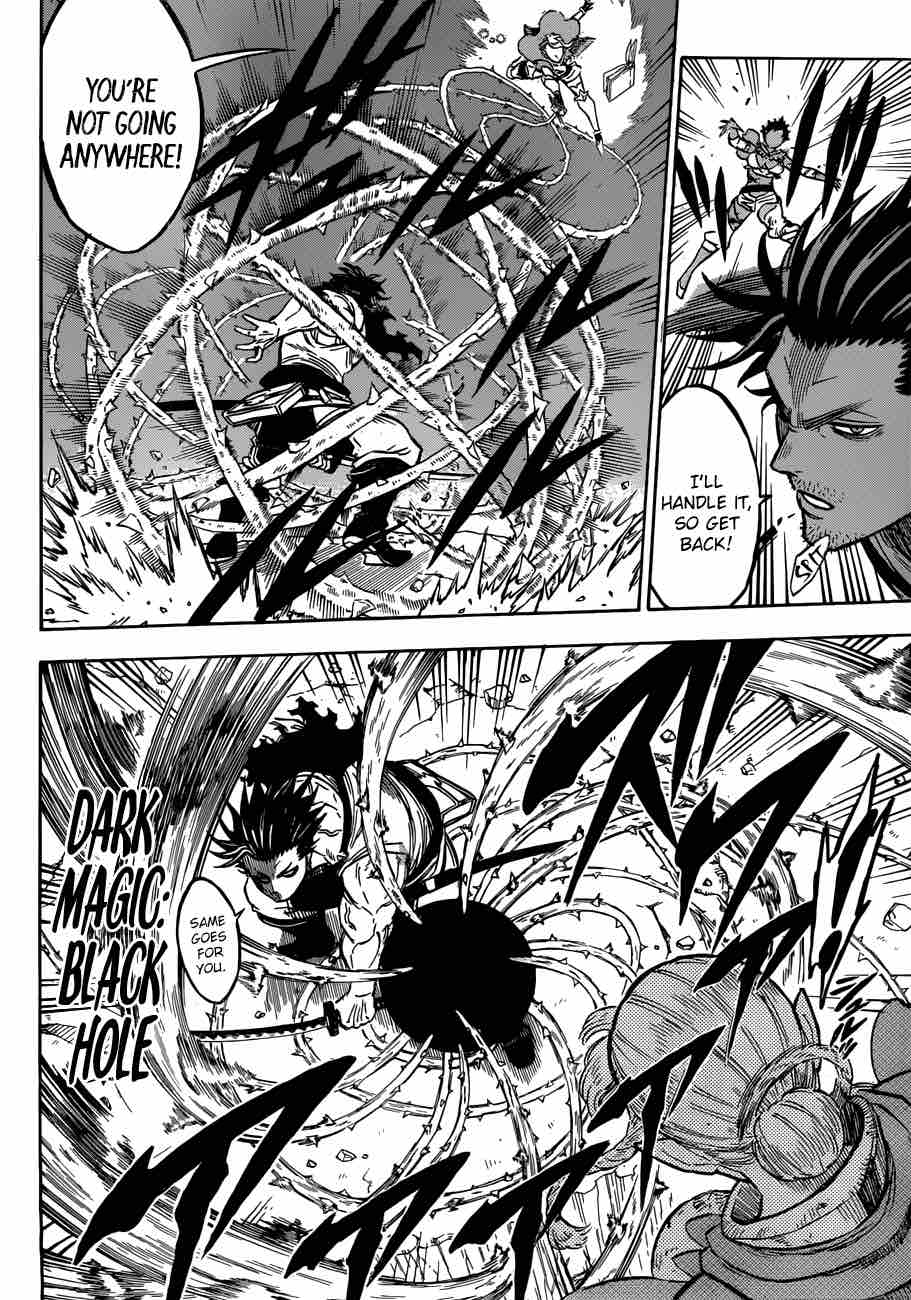 I'LL
HANDLE IT,
SO GET
BACK!
SPIT
YOU'RE
NOT GOING
ANYWHERE!
DARK
MAGIC:
BLACK
HOLE
SAME
GOES
FOR
YOU.